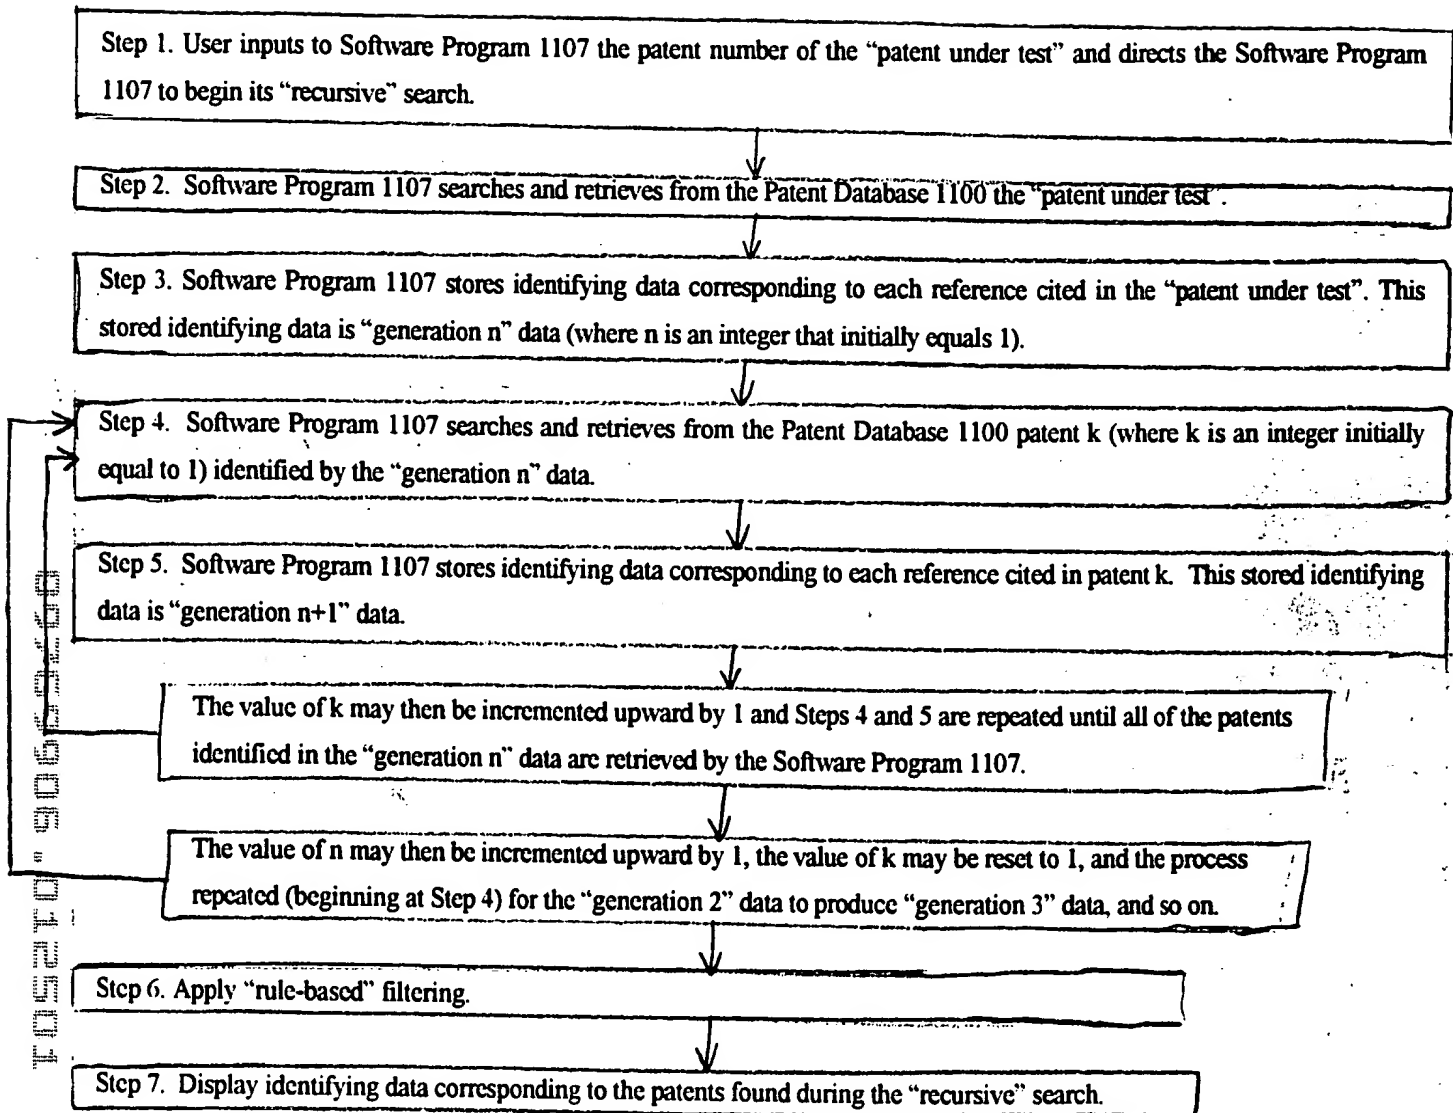 Step 1. User inputs to Software Program 1107 the patent number of the “patent under test” and directs the Software Program
1107 to begin its “recursive” search.
Step 2. Software Program 1107 searches and retrieves from the Patent Database 1100 the “patent under test”.
Step 3. Software Program 1107 stores identifying data corresponding to each reference cited in the “patent under test”. This
stored identifying data is “generation n” data (where n is an integer that initially equals 1).
Step 4. Software Program 1107 searches and retrieves from the Patent Database 1100 patent k (where k is an integer initially
equal to 1) identified by the “generation n” data.
Step 5. Software Program 1107 stores identifying data corresponding to each reference cited in patent k. This stored identifying
data is “generation n+1” data.
The value of k may then be incremented upward by 1 and Steps 4 and 5 are repeated until all of the patents
identified in the “generation n” data are retrieved by the Software Program 1107.
The value of n may then be incremented upward by 1, the value of k may be reset to 1, and the process
repeated (beginning at Step 4) for the “generation 2” data to produce “generation 3” data, and so on.
Step 6. Apply “rule-based” filtering.
Step 7. Display identifying data corresponding to the patents found during the “recursive” search.